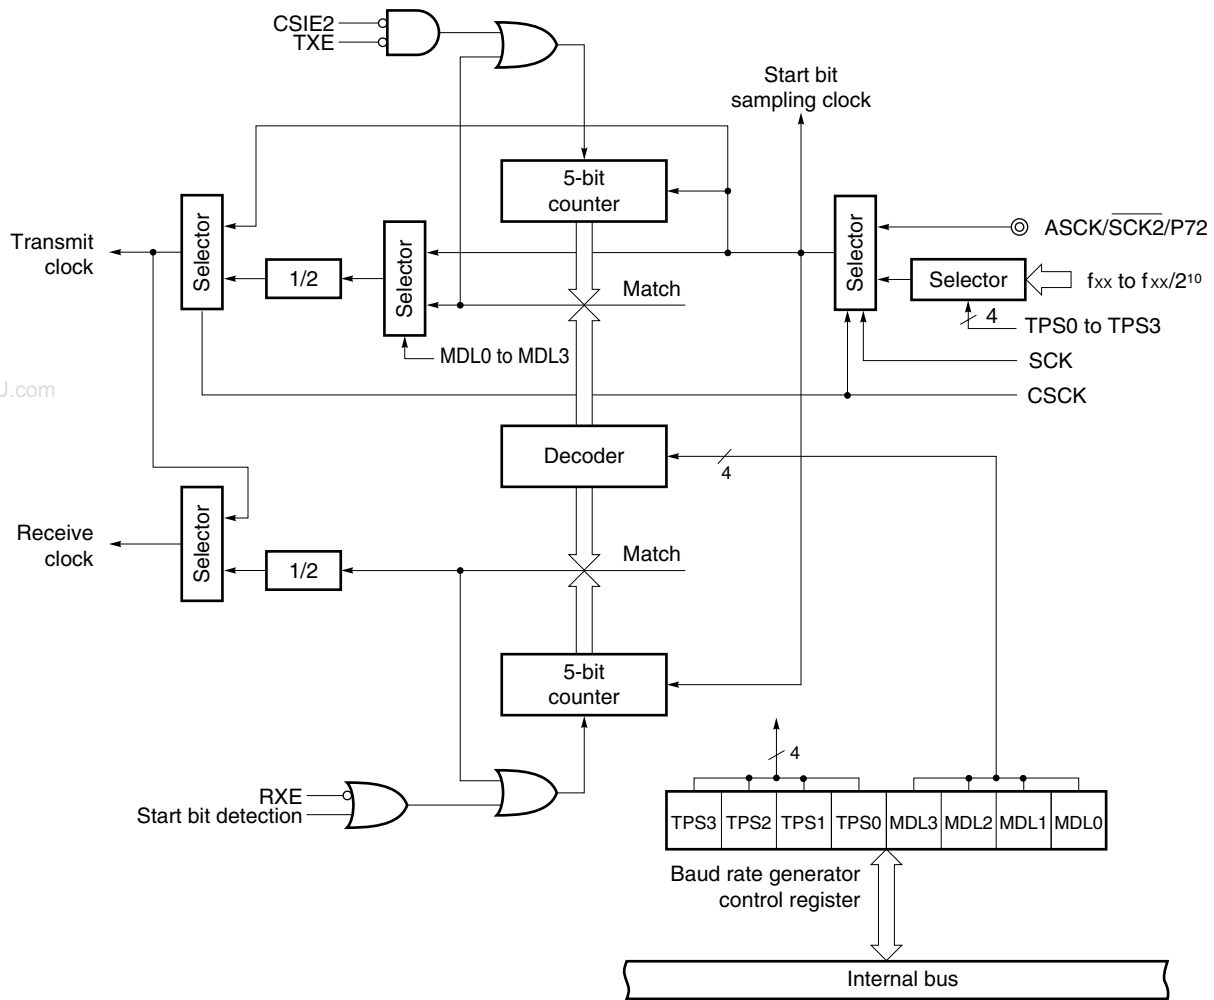 CSIE2
TXE
Start bit
sampling clock
5-bit
counter
Selector
Selector
Selector
ASCK/S̅C̅K̅2̅/P72
Transmit
clock
1/2
Selector
fxx to fxx/2¹⁰
Match
4
TPS0 to TPS3
MDL0 to MDL3
SCK
J.com
CSCK
Decoder
4
Selector
Receive
clock
1/2
Match
5-bit
counter
4
RXE
Start bit detection
TPS3 TPS2 TPS1 TPS0 MDL3 MDL2 MDL1 MDL0
Baud rate generator
control register
Internal bus